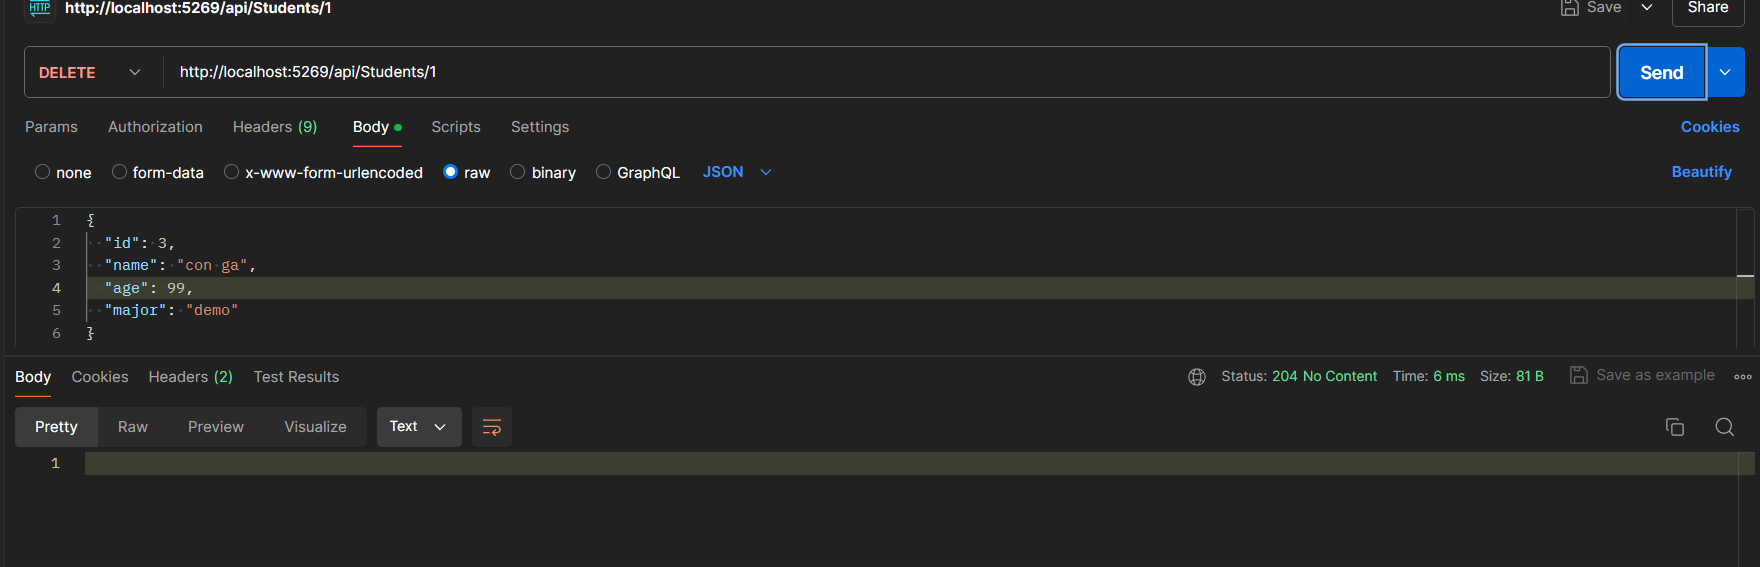 HTTP http://localhost:5269/api/Students/1 Save Share
DELETE http://localhost:5269/api/Students/1 Send
Params Authorization Headers (9) Body Scripts Settings Cookies
none form-data x-www-form-urlencoded raw binary GraphQL JSON Beautify
1 {
2 "id": 3,
3 "name": "con ga",
4 "age": 99,
5 "major": "demo"
6 }
Body Cookies Headers (2) Test Results Status: 204 No Content Time: 6 ms Size: 81 B Save as example
Pretty Raw Preview Visualize Text
1